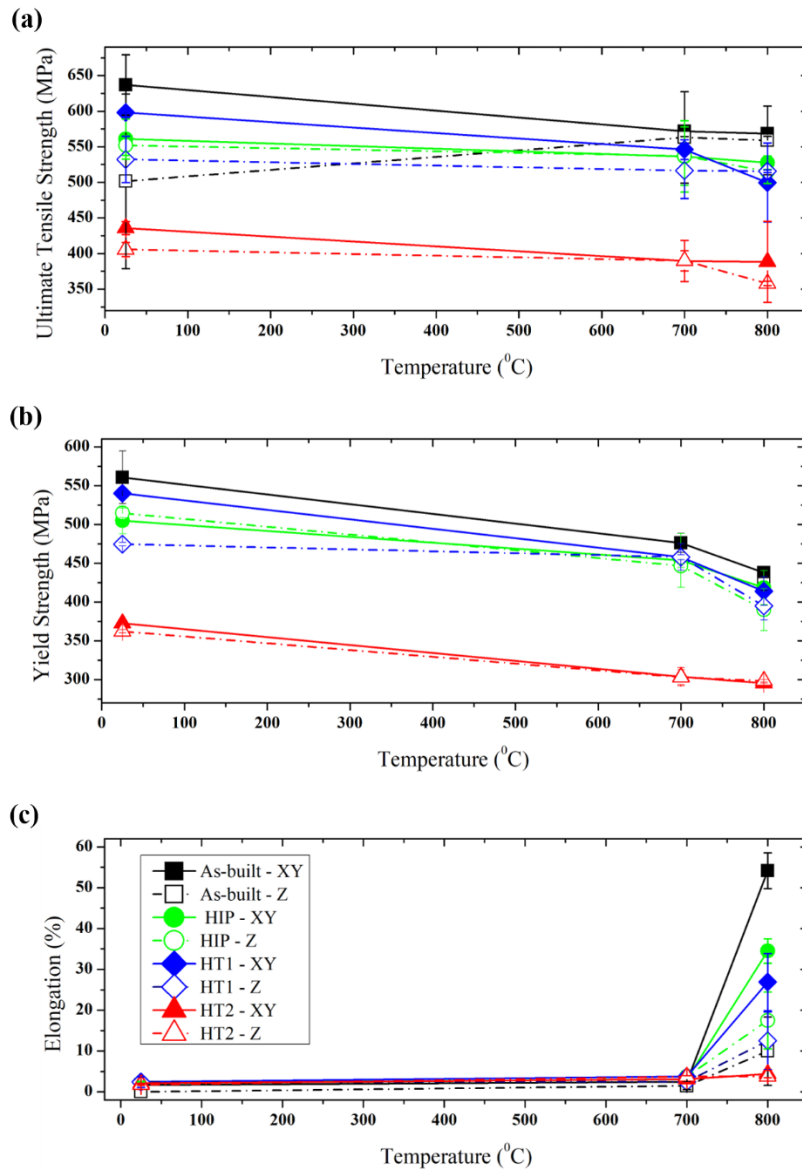 (a)
650
600
550
500
450
400
350
Ultimate Tensile Strength (MPa)
0 100 200 300 400 500 600 700 800
Temperature (⁰C)
(b)
600
550
500
450
400
350
300
Yield Strength (MPa)
0 100 200 300 400 500 600 700 800
Temperature (⁰C)
(c)
60
50
40
30
20
10
0
Elongation (%)
As-built - XY
As-built - Z
HIP - XY
HIP - Z
HT1 - XY
HT1 - Z
HT2 - XY
HT2 - Z
0 100 200 300 400 500 600 700 800
Temperature (⁰C)